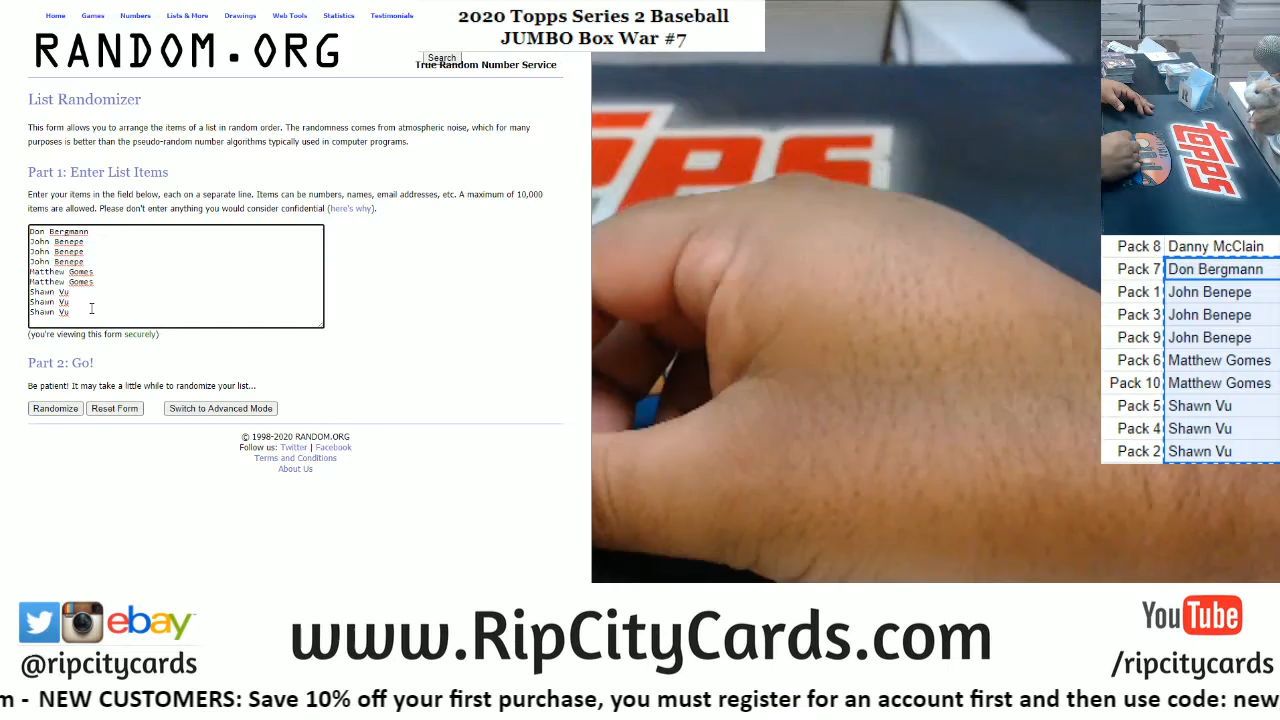 Home Games Numbers Lists & More Drawings Web Tools Statistics Testimonials
2020 Topps Series 2 Baseball
JUMBO Box War #7
RANDOM.ORG
Search
True Random Number Service
List Randomizer
This form allows you to arrange the items of a list in random order. The randomness comes from atmospheric noise, which for many
purposes is better than the pseudo-random number algorithms typically used in computer programs.
Part 1: Enter List Items
Enter your items in the field below, each on a separate line. Items can be numbers, names, email addresses, etc. A maximum of 10,000
items are allowed. Please don't enter anything you would consider confidential (here's why).
Don Bergmann
John Benepe
John Benepe
John Benepe
Matthew Gomes
Matthew Gomes
Shawn Vu
Shawn Vu
Shawn Vu
(you're viewing this form securely)
Part 2: Go!
Be patient! It may take a little while to randomize your list...
Randomize Reset Form Switch to Advanced Mode
© 1998-2020 RANDOM.ORG
Follow us: Twitter | Facebook
Terms and Conditions
About Us
topps
topps
Pack 8 Danny McClain
Pack 7 Don Bergmann
Pack 1 John Benepe
Pack 3 John Benepe
Pack 9 John Benepe
Pack 6 Matthew Gomes
Pack 10 Matthew Gomes
Pack 5 Shawn Vu
Pack 4 Shawn Vu
Pack 2 Shawn Vu
ebay
@ripcitycards
www.RipCityCards.com
YouTube
/ripcitycards
m - NEW CUSTOMERS: Save 10% off your first purchase, you must register for an account first and then use code: new